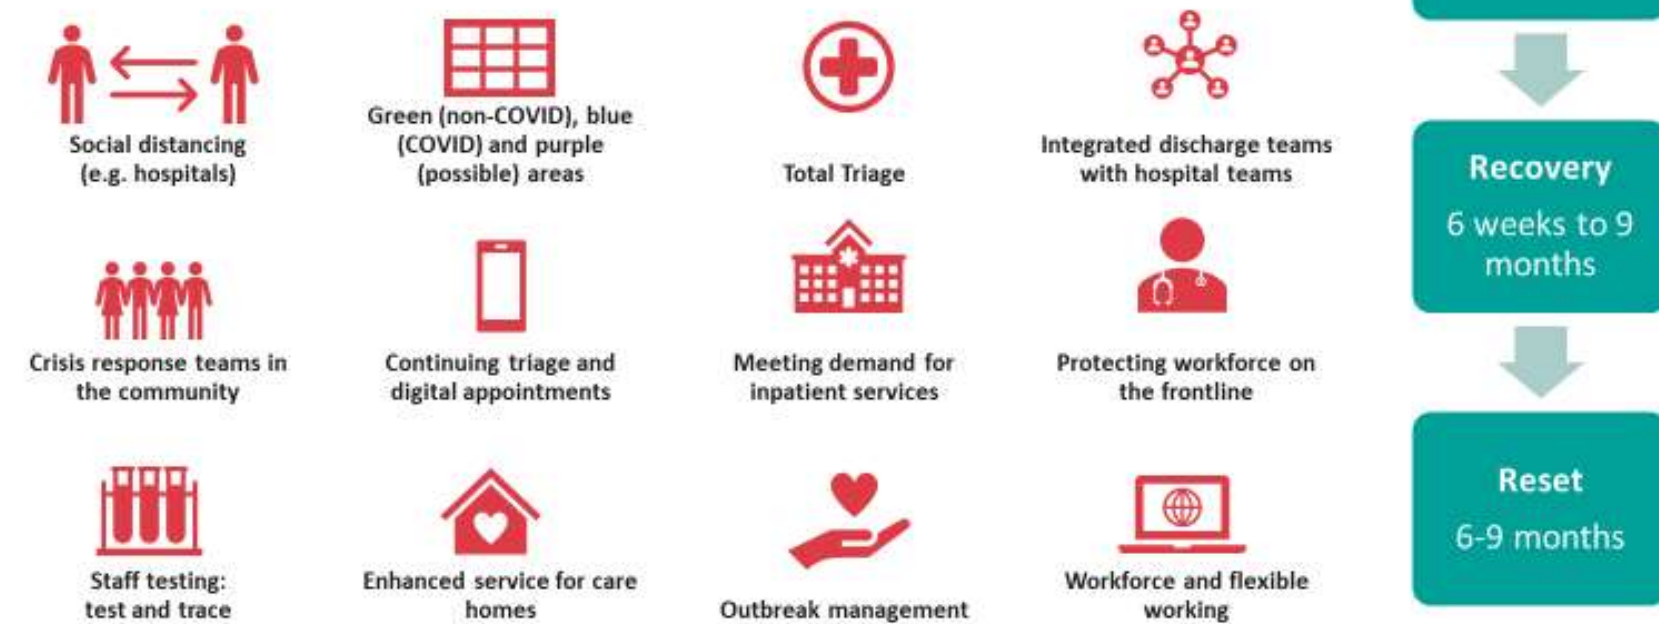 Social distancing
(e.g. hospitals)
Green (non-COVID), blue
(COVID) and purple
(possible) areas
Total Triage
Integrated discharge teams
with hospital teams
Crisis response teams in
the community
Continuing triage and
digital appointments
Meeting demand for
inpatient services
Protecting workforce on
the frontline
Staff testing:
test and trace
Enhanced service for care
homes
Outbreak management
Workforce and flexible
working
Recovery
6 weeks to 9
months
Reset
6-9 months